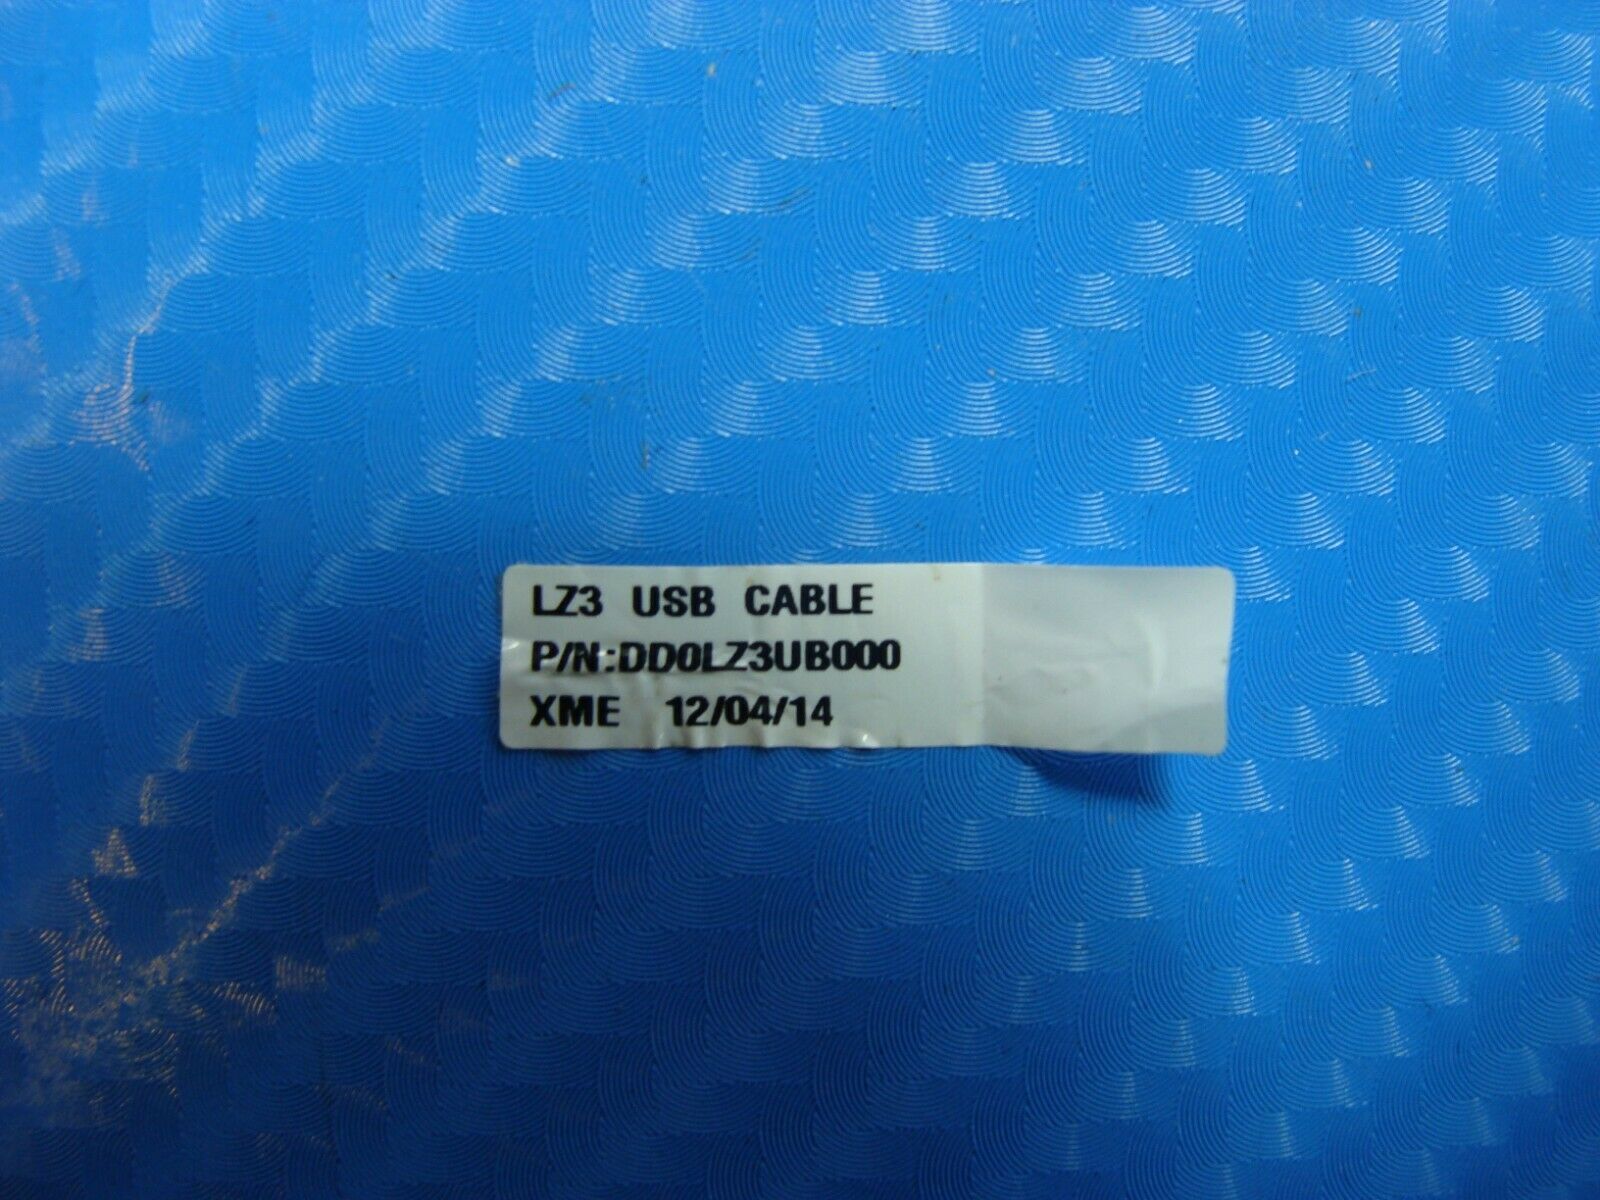 LZ3 USB CABLE
P/N:DD0LZ3UB000
XME 12/04/14